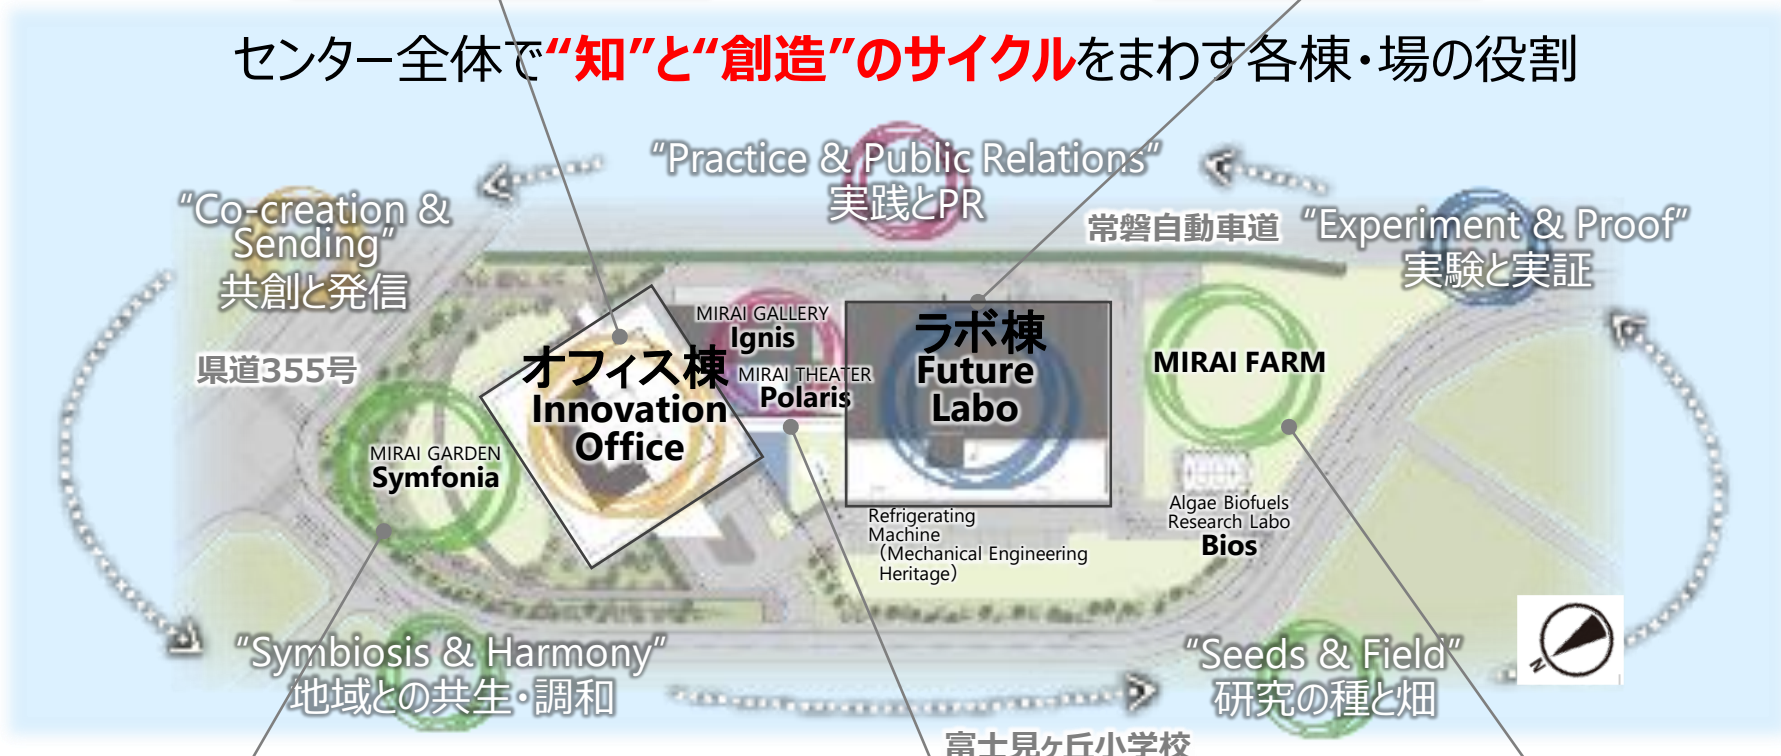 センター全体で“知”と“創造”のサイクルをまわす各棟・場の役割
“Practice & Public Relations”
実践とPR
“Co-creation &
Sending”
共創と発信
常磐自動車道
“Experiment & Proof”
実験と実証
県道355号
MIRAI GALLERY
Ignis
MIRAI THEATER
Polaris
オフィス棟
Innovation
Office
ラボ棟
Future
Labo
MIRAI FARM
MIRAI GARDEN
Symfonia
Refrigerating
Machine
（Mechanical Engineering
Heritage）
Algae Biofuels
Research Labo
Bios
“Symbiosis & Harmony”
地域との共生・調和
“Seeds & Field”
研究の種と畑
N
富士見ヶ丘小学校